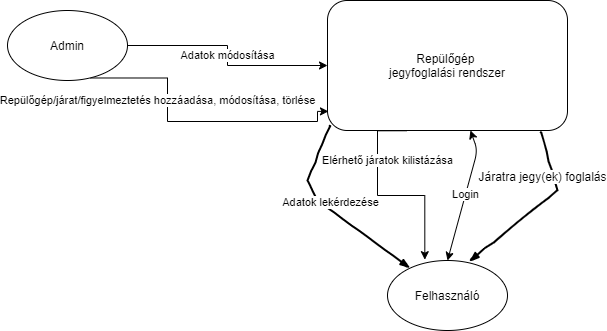 Admin
Adatok módosítása
Repülőgép
jegyfoglalási rendszer
Repülőgép/járat/figyelmeztetés hozzáadása, módosítása, törlése
Elérhető járatok kilistázása
Járatra jegy(ek) foglalás
Login
Adatok lekérdezése
Felhasználó